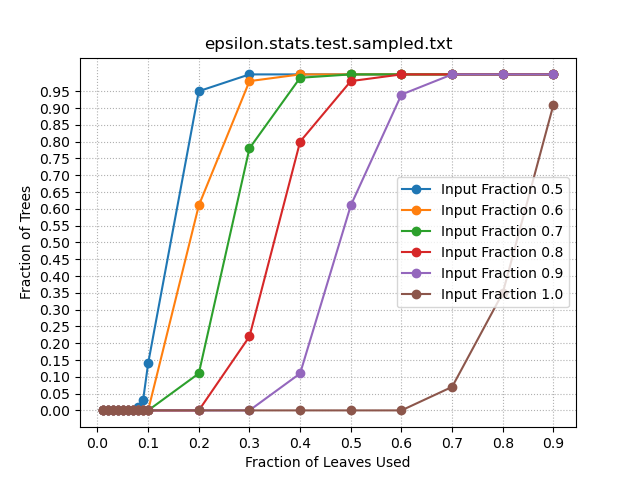 epsilon.stats.test.sampled.txt
Fraction of Trees
0.95
0.90
0.85
0.80
0.75
0.70
0.65
0.60
0.55
0.50
0.45
0.40
0.35
0.30
0.25
0.20
0.15
0.10
0.05
0.00
Input Fraction 0.5
Input Fraction 0.6
Input Fraction 0.7
Input Fraction 0.8
Input Fraction 0.9
Input Fraction 1.0
0.0 0.1 0.2 0.3 0.4 0.5 0.6 0.7 0.8 0.9
Fraction of Leaves Used